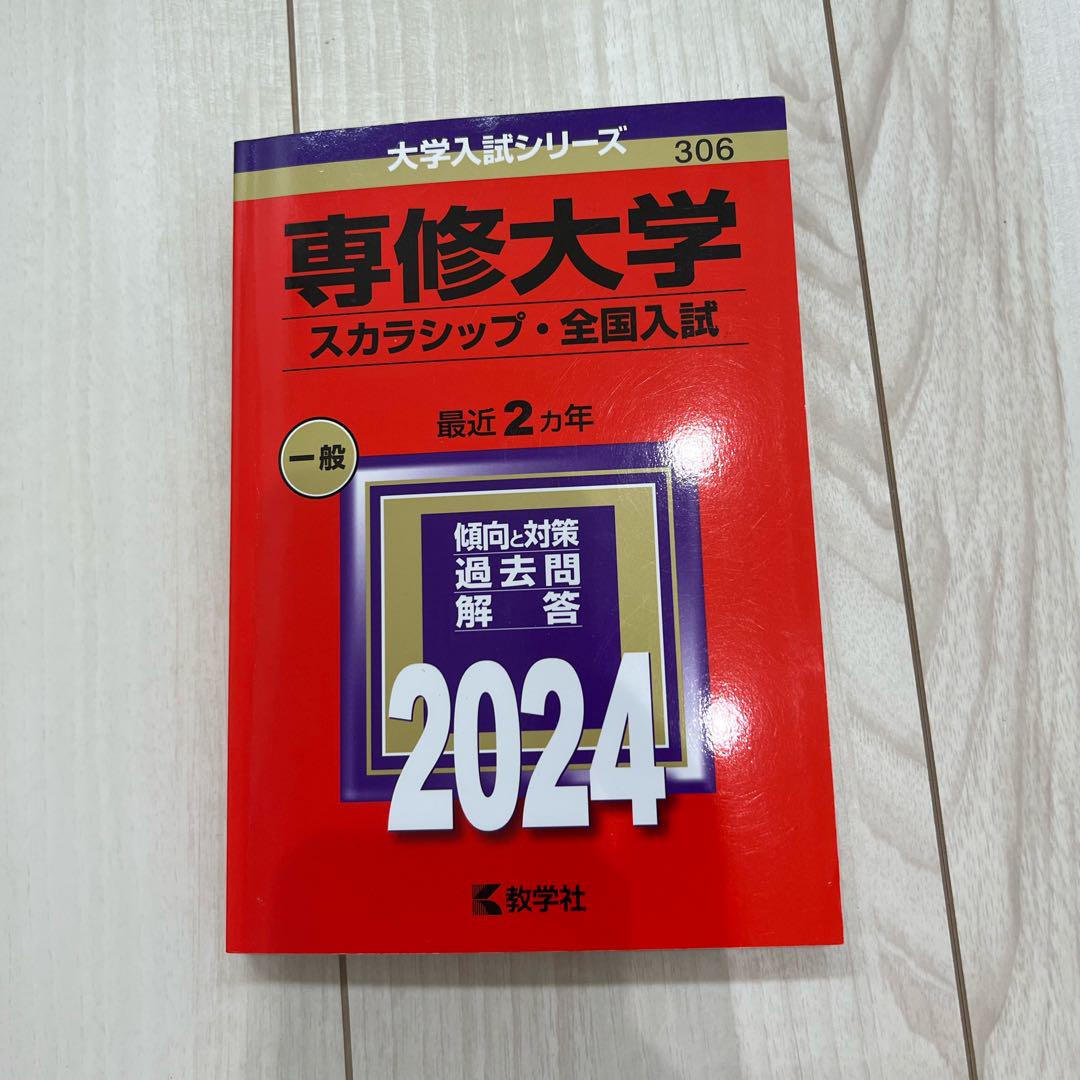 大学入試シリーズ
306
専修大学
スカラシップ・全国入試
最近2カ年
一般
傾向と対策
過去問
解答
2024
教学社